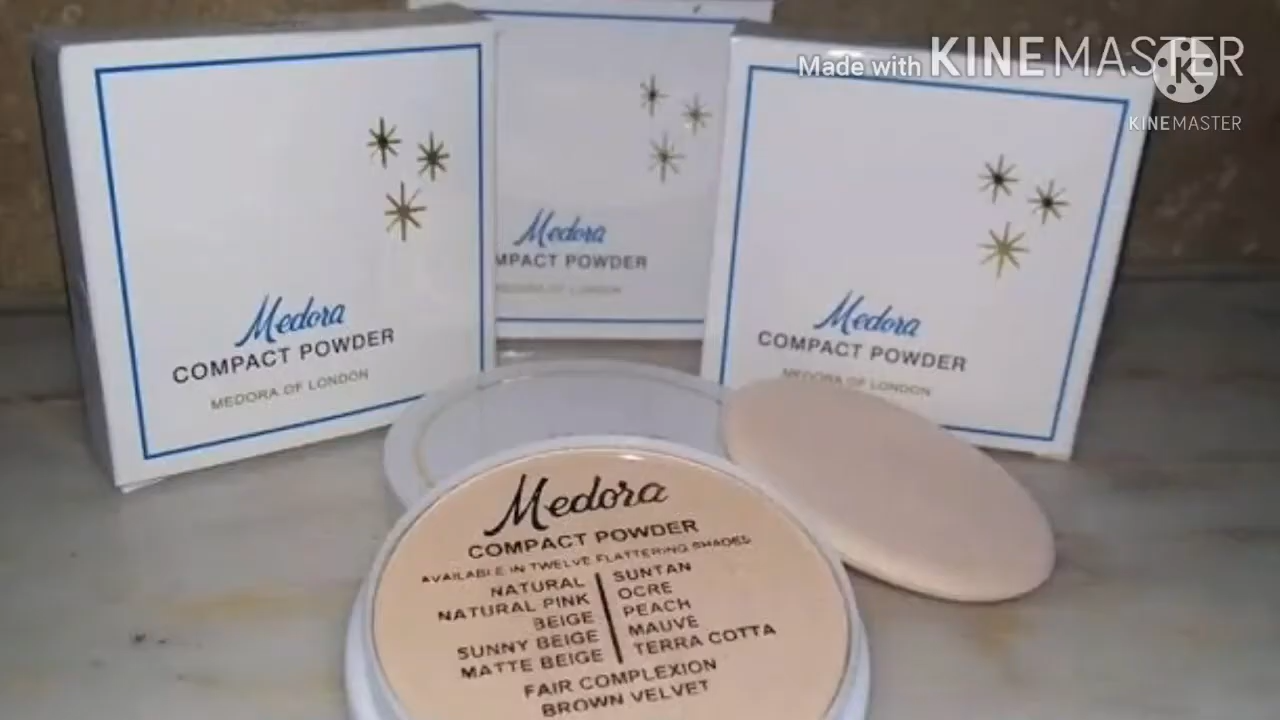 Made with KINEMASTER
KINEMASTER
Medora
COMPACT POWDER
MEDORA OF LONDON
Medora
MPACT POWDER
OF LONDON
Medora
COMPACT POWDER
MEDORA OF LONDON
Medora
COMPACT POWDER
AVAILABLE IN TWELVE FLATTERING SHADES
NATURAL SUNTAN
NATURAL PINK OCRE
BEIGE PEACH
SUNNY BEIGE MAUVE
MATTE BEIGE TERRA COTTA
FAIR COMPLEXION
BROWN VELVET